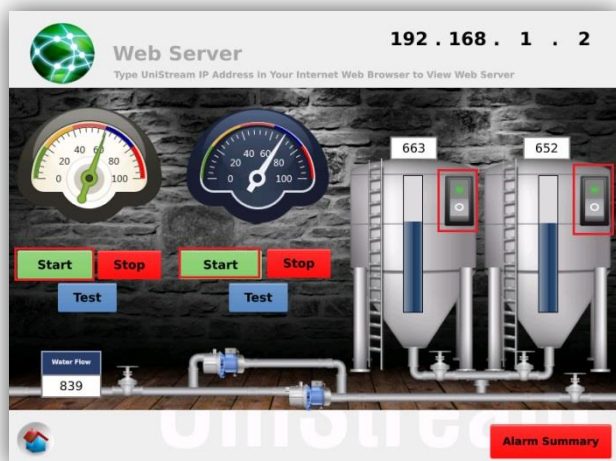 Web Server
192 . 168 . 1 . 2
Type UniStream IP Address in Your Internet Web Browser to View Web Server
0 20 40 60 80 100
0 20 40 60 80 100
663
652
Start
Stop
Start
Stop
Test
Test
Water Flow
839
UniStream
Alarm Summary